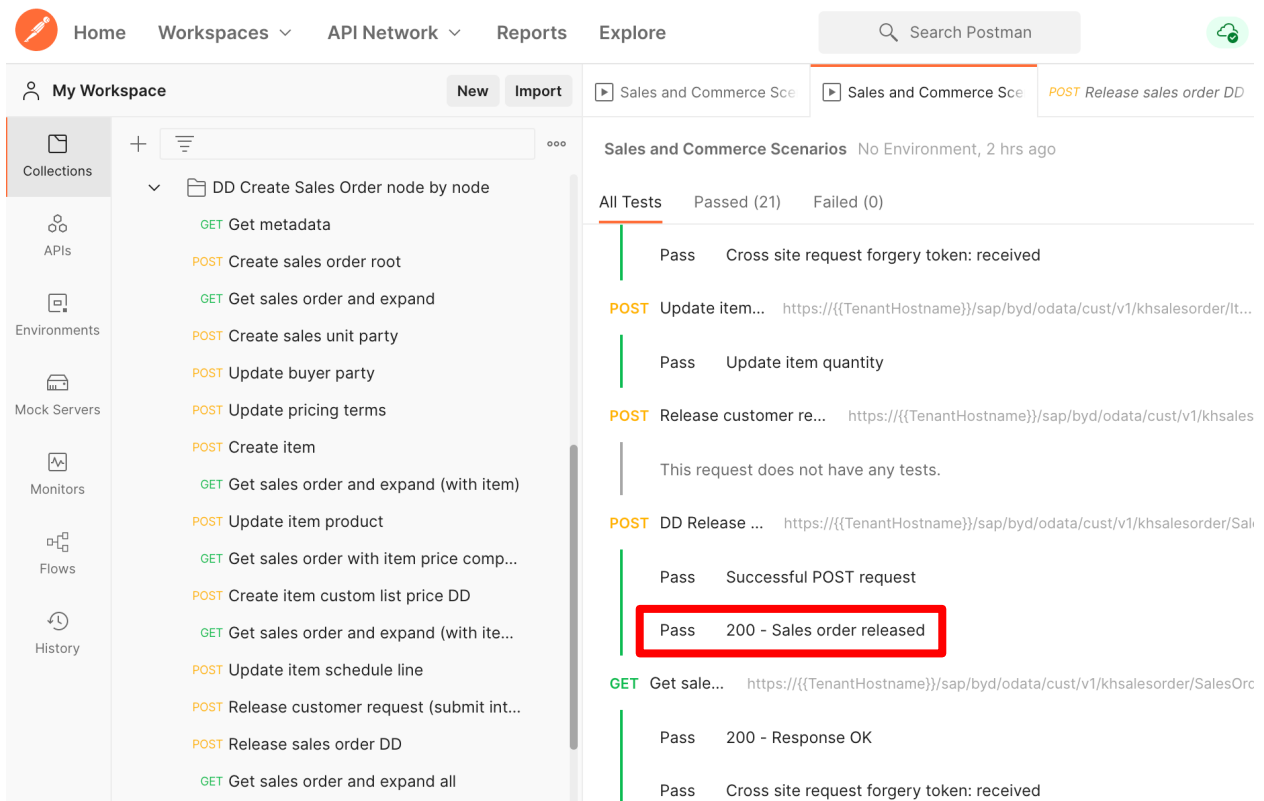 Home Workspaces API Network Reports Explore Search Postman
My Workspace New Import
Collections
APIs
Environments
Mock Servers
Monitors
Flows
History
DD Create Sales Order node by node
GET Get metadata
POST Create sales order root
GET Get sales order and expand
POST Create sales unit party
POST Update buyer party
POST Update pricing terms
POST Create item
GET Get sales order and expand (with item)
POST Update item product
GET Get sales order with item price comp...
POST Create item custom list price DD
GET Get sales order and expand (with ite...
POST Update item schedule line
POST Release customer request (submit int...
POST Release sales order DD
GET Get sales order and expand all
Sales and Commerce Sce Sales and Commerce Sce POST Release sales order DD
Sales and Commerce Scenarios No Environment, 2 hrs ago
All Tests Passed (21) Failed (0)
Pass Cross site request forgery token: received
POST Update item... https://{{TenantHostname}}/sap/byd/odata/cust/v1/khsalesorder/It...
Pass Update item quantity
POST Release customer re... https://{{TenantHostname}}/sap/byd/odata/cust/v1/khsales
This request does not have any tests.
POST DD Release ... https://{{TenantHostname}}/sap/byd/odata/cust/v1/khsalesorder/Sal
Pass Successful POST request
Pass 200 - Sales order released
GET Get sale... https://{{TenantHostname}}/sap/byd/odata/cust/v1/khsalesorder/SalesOrd
Pass 200 - Response OK
Pass Cross site request forgery token: received